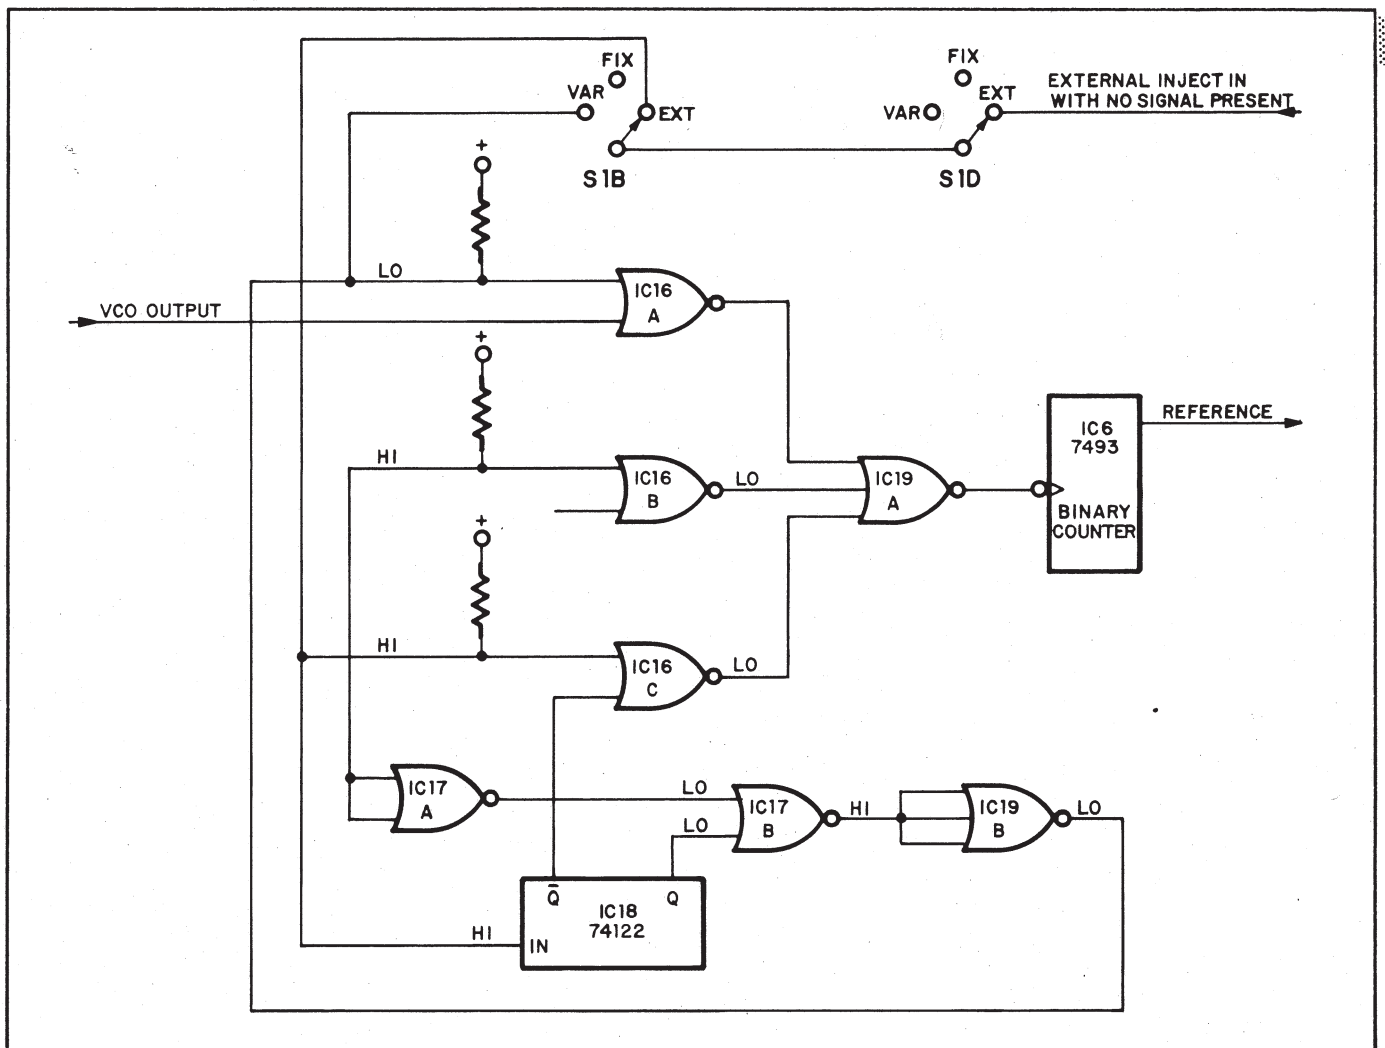 FIX
FIX
VAR
EXT
VAR
EXT
EXTERNAL INJECT IN
WITH NO SIGNAL PRESENT
S1B
S1D
+
LO
IC16
A
VCO OUTPUT
+
REFERENCE
IC6
7493
BINARY
COUNTER
HI
IC16
B
LO
IC19
A
+
HI
IC16
C
LO
IC17
A
LO
LO
IC17
B
HI
IC19
B
LO
Q̅
Q
IC18
74122
HI
IN